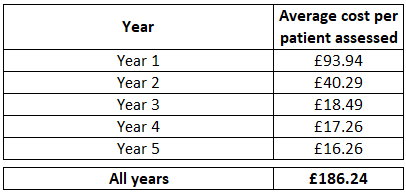 Year Average cost per patient assessed
Year 1 £93.94
Year 2 £40.29
Year 3 £18.49
Year 4 £17.26
Year 5 £16.26
All years £186.24